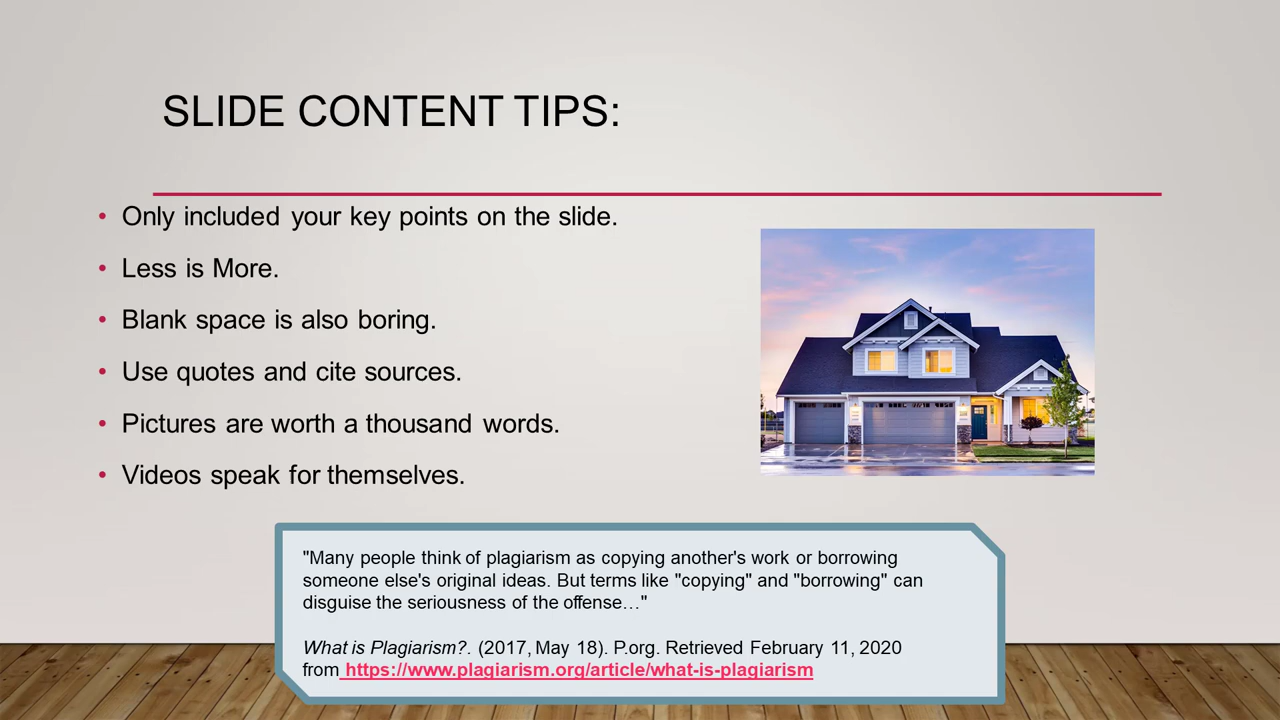 SLIDE CONTENT TIPS:
• Only included your key points on the slide.
• Less is More.
• Blank space is also boring.
• Use quotes and cite sources.
• Pictures are worth a thousand words.
• Videos speak for themselves.
"Many people think of plagiarism as copying another's work or borrowing
someone else's original ideas. But terms like "copying" and "borrowing" can
disguise the seriousness of the offense…"
What is Plagiarism?. (2017, May 18). P.org. Retrieved February 11, 2020
from https://www.plagiarism.org/article/what-is-plagiarism